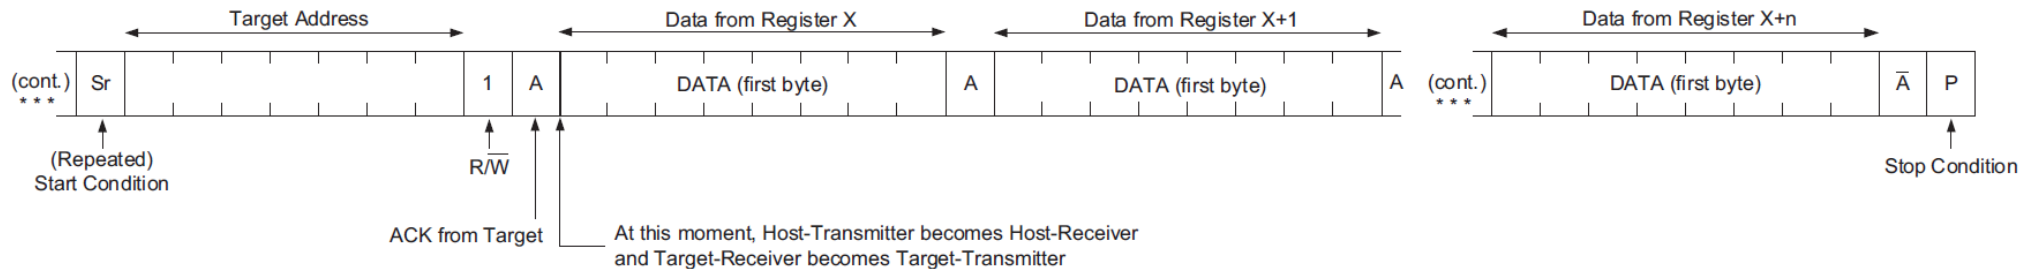 Target Address
Data from Register X
Data from Register X+1
Data from Register X+n
(cont.)
* * *
Sr
1
A
DATA (first byte)
A
DATA (first byte)
A
(cont.)
* * *
DATA (first byte)
A̅
P
(Repeated)
Start Condition
R/W̅
Stop Condition
ACK from Target
At this moment, Host-Transmitter becomes Host-Receiver
and Target-Receiver becomes Target-Transmitter